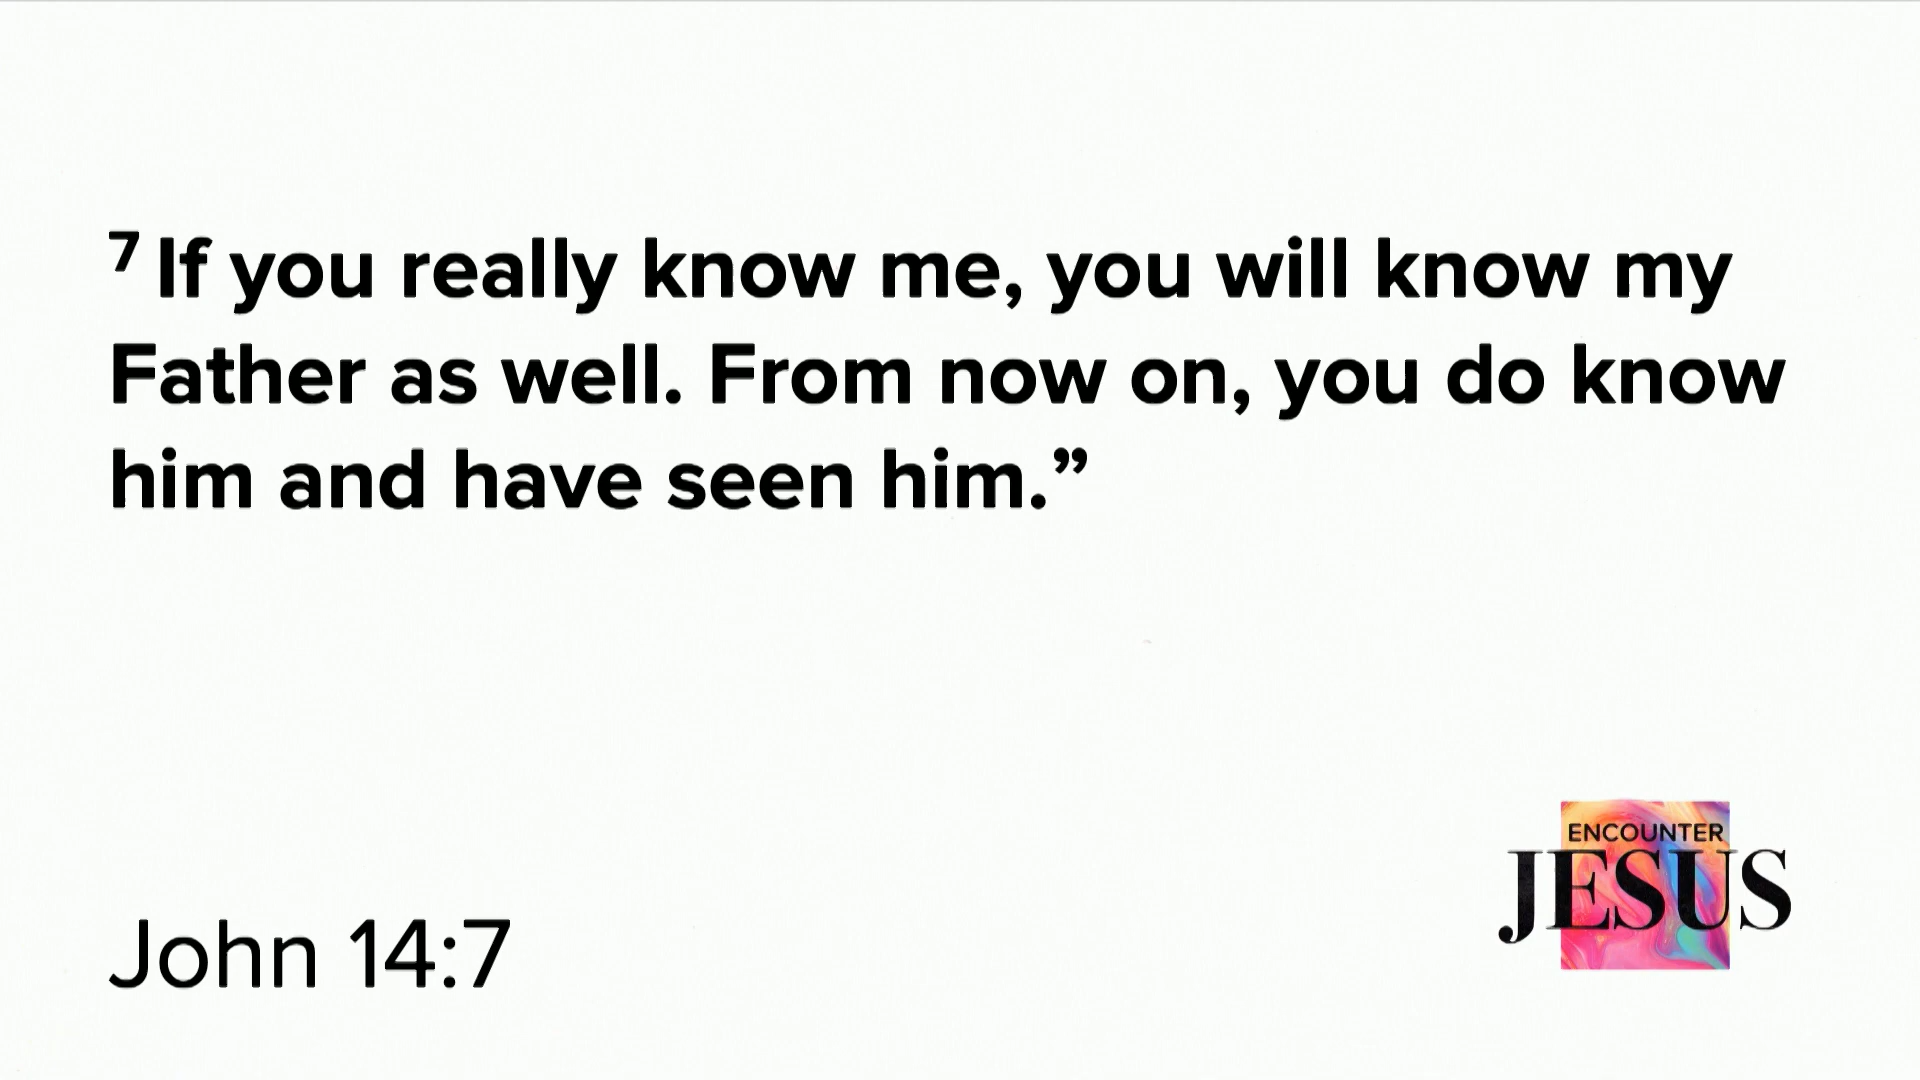 ⁷ If you really know me, you will know my
Father as well. From now on, you do know
him and have seen him.”
John 14:7
ENCOUNTER
JESUS